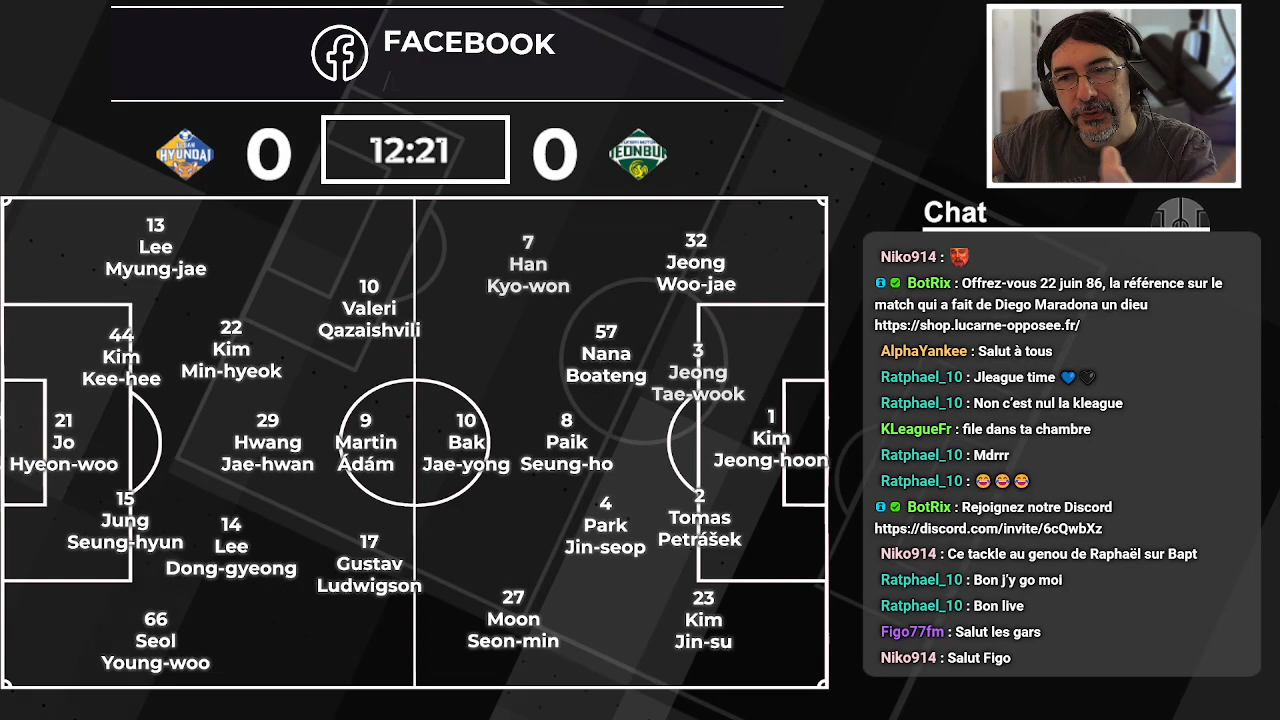 FACEBOOK
HYUNDAI
0
12:21
0
13
Lee
Myung-jae
44
Kim
Kee-hee
22
Kim
Min-hyeok
10
Valeri
Qazaishvili
21
Jo
Hyeon-woo
29
Hwang
Jae-hwan
9
Martin
Ádám
15
Jung
Seung-hyun
14
Lee
Dong-gyeong
17
Gustav
Ludwigson
66
Seol
Young-woo
7
Han
Kyo-won
32
Jeong
Woo-jae
57
Nana
Boateng
3
Jeong
Tae-wook
10
Bak
Jae-yong
8
Paik
Seung-ho
1
Kim
Jeong-hoon
4
Park
Jin-seop
2
Tomas
Petrášek
27
Moon
Seon-min
23
Kim
Jin-su
Chat
Niko914 :
BotRix : Offrez-vous 22 juin 86, la référence sur le
match qui a fait de Diego Maradona un dieu
https://shop.lucarne-opposee.fr/
AlphaYankee : Salut à tous
Ratphael_10 : Jleague time 💙🖤
Ratphael_10 : Non c'est nul la kleague
KLeagueFr : file dans ta chambre
Ratphael_10 : Mdrrr
Ratphael_10 : 😂😂😂
BotRix : Rejoignez notre Discord
https://discord.com/invite/6cQwbXz
Niko914 : Ce tackle au genou de Raphaël sur Bapt
Ratphael_10 : Bon j'y go moi
Ratphael_10 : Bon live
Figo77fm : Salut les gars
Niko914 : Salut Figo